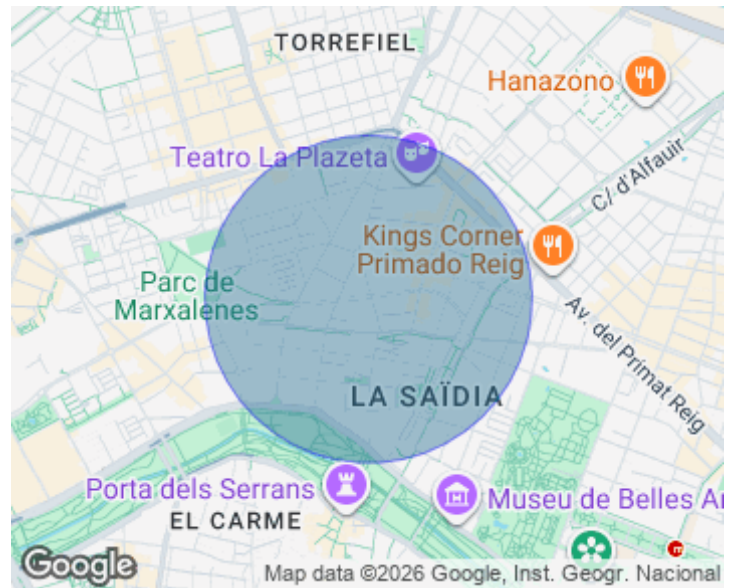 TORREFIEL
Hanazono
Teatro La Plazeta
C/ d'Alfauir
Kings Corner
Primado Reig
Parc de
Marxalenes
Av. del Primat Reig
LA SAÏDIA
Porta dels Serrans
Museu de Belles Ar
EL CARME
Google
Map data ©2026 Google, Inst. Geogr. Nacional